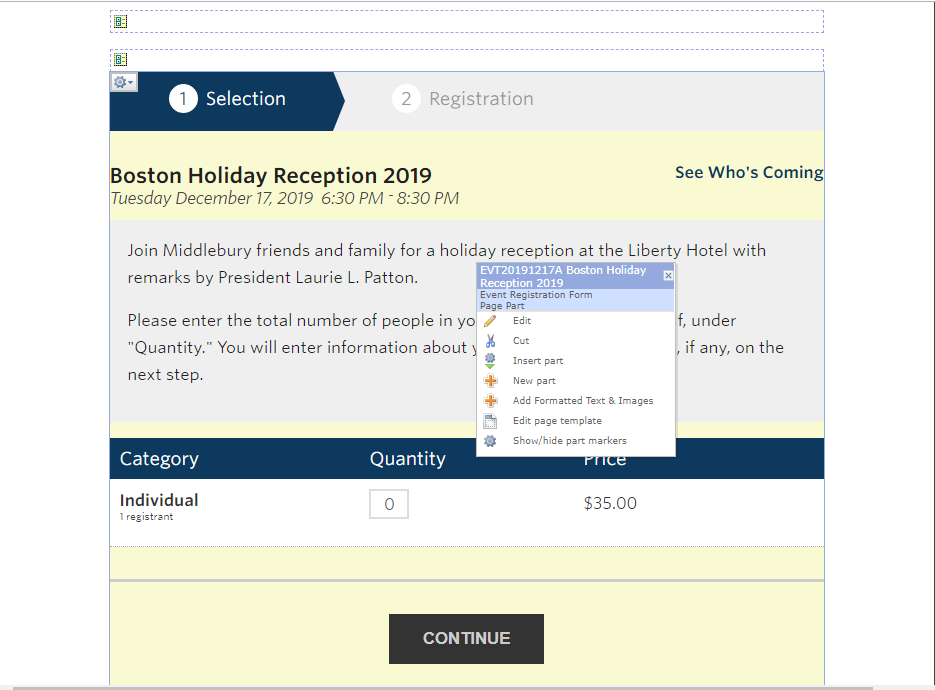 1 Selection 2 Registration
Boston Holiday Reception 2019 See Who's Coming
Tuesday December 17, 2019 6:30 PM - 8:30 PM
Join Middlebury friends and family for a holiday reception at the Liberty Hotel with
remarks by President Laurie L. Patton.
EVT20191217A Boston Holiday
Reception 2019
Event Registration Form
Page Part
Edit
Cut
Insert part
New part
Add Formatted Text & Images
Edit page template
Show/hide part markers
Please enter the total number of people in yo f, under
"Quantity." You will enter information about , if any, on the
next step.
Category Quantity Price
Individual 0 $35.00
1 registrant
CONTINUE